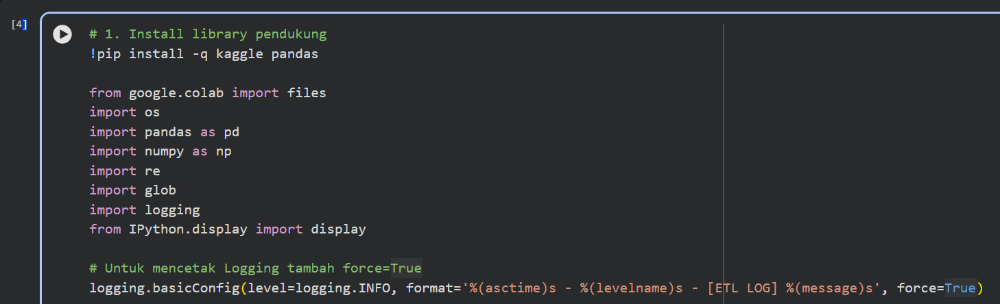 [4]
# 1. Install library pendukung
!pip install -q kaggle pandas
from google.colab import files
import os
import pandas as pd
import numpy as np
import re
import glob
import logging
from IPython.display import display
# Untuk mencetak Logging tambah force=True
logging.basicConfig(level=logging.INFO, format='%(asctime)s - %(levelname)s - [ETL LOG] %(message)s', force=True)